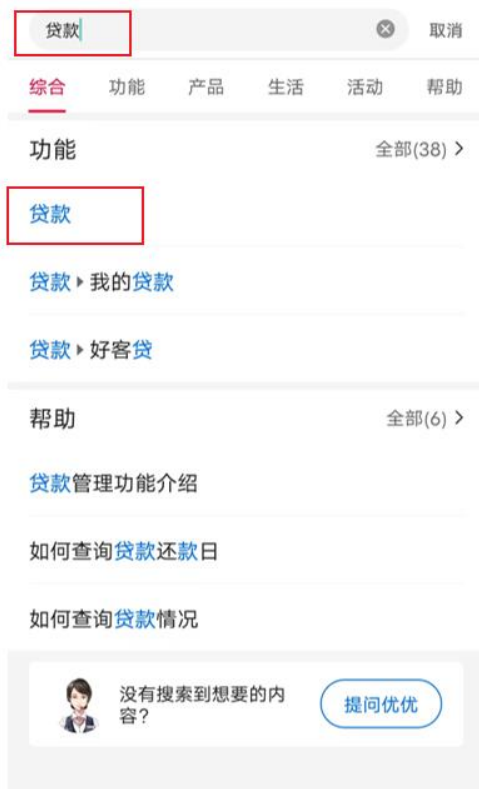 贷款 取消
综合 功能 产品 生活 活动 帮助
功能 全部(38)
贷款
贷款 我的贷款
贷款 好客贷
帮助 全部(6)
贷款管理功能介绍
如何查询贷款还款日
如何查询贷款情况
没有搜索到想要的内
容？
提问优优